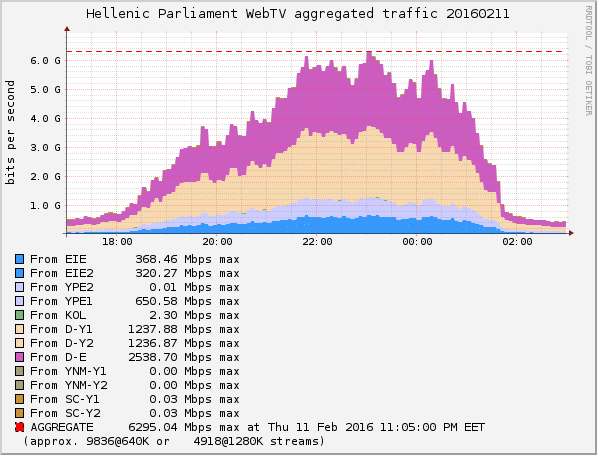 Hellenic Parliament WebTV aggregated traffic 20160211
RRDTOOL / TOBI OETIKER
bits per second
6.0 G
5.0 G
4.0 G
3.0 G
2.0 G
1.0 G
18:00 20:00 22:00 00:00 02:00
From EIE 368.46 Mbps max
From EIE2 320.27 Mbps max
From YPE2 0.01 Mbps max
From YPE1 650.58 Mbps max
From KOL 2.30 Mbps max
From D-Y1 1237.88 Mbps max
From D-Y2 1236.87 Mbps max
From D-E 2538.70 Mbps max
From YNM-Y1 0.00 Mbps max
From YNM-Y2 0.00 Mbps max
From SC-Y1 0.03 Mbps max
From SC-Y2 0.03 Mbps max
AGGREGATE 6295.04 Mbps max at Thu 11 Feb 2016 11:05:00 PM EET
(approx. 9836@640K or 4918@1280K streams)